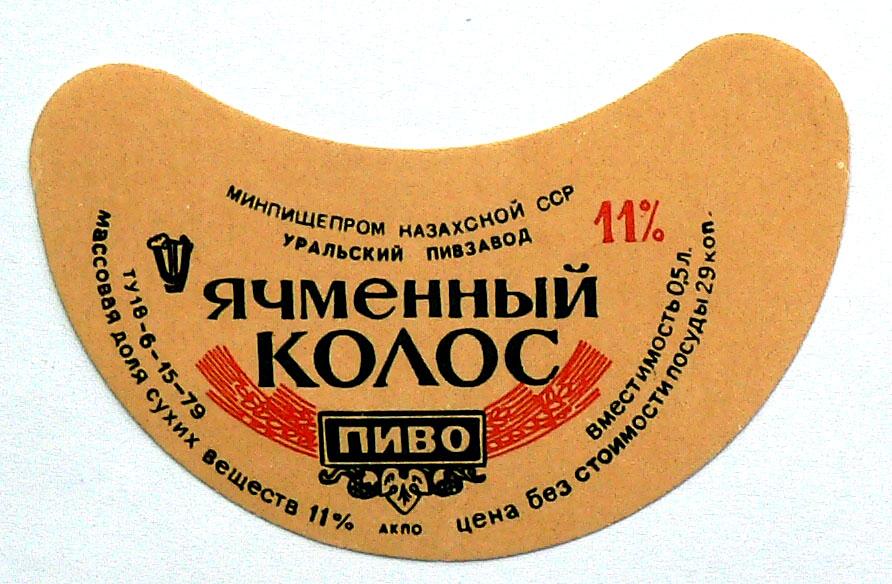 МИНПИЩЕПРОМ КАЗАХСКОЙ ССР
УРАЛЬСКИЙ ПИВЗАВОД
11%
ЯЧМЕННЫЙ
КОЛОС
ПИВО
ТУ18-6-15-79
массовая доля сухих веществ 11%
АКПО
вместимость 0,5л.
цена без стоимости посуды 29 коп.